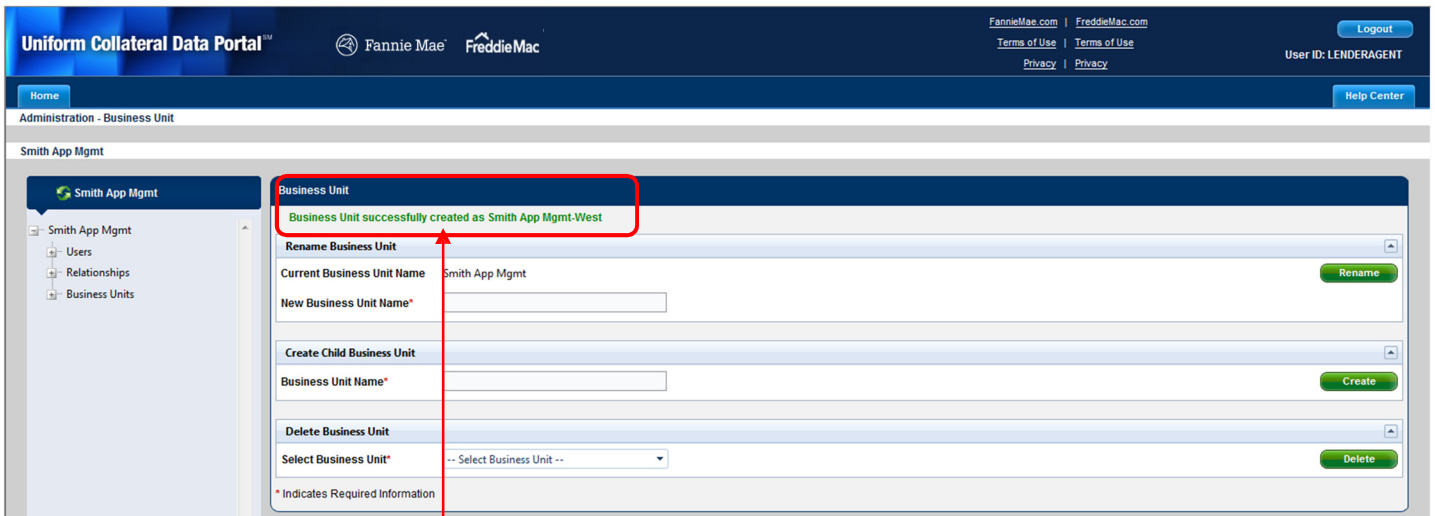 FannieMae.com | FreddieMac.com
Logout
Uniform Collateral Data Portal℠
Fannie Mae®
Freddie Mac
Terms of Use | Terms of Use
User ID: LENDERAGENT
Privacy | Privacy
Home
Help Center
Administration - Business Unit
Smith App Mgmt
Smith App Mgmt
Smith App Mgmt
Users
Relationships
Business Units
Business Unit
Business Unit successfully created as Smith App Mgmt-West
Rename Business Unit
Current Business Unit Name Smith App Mgmt
Rename
New Business Unit Name*
Create Child Business Unit
Business Unit Name*
Create
Delete Business Unit
Select Business Unit* -- Select Business Unit --
Delete
* Indicates Required Information